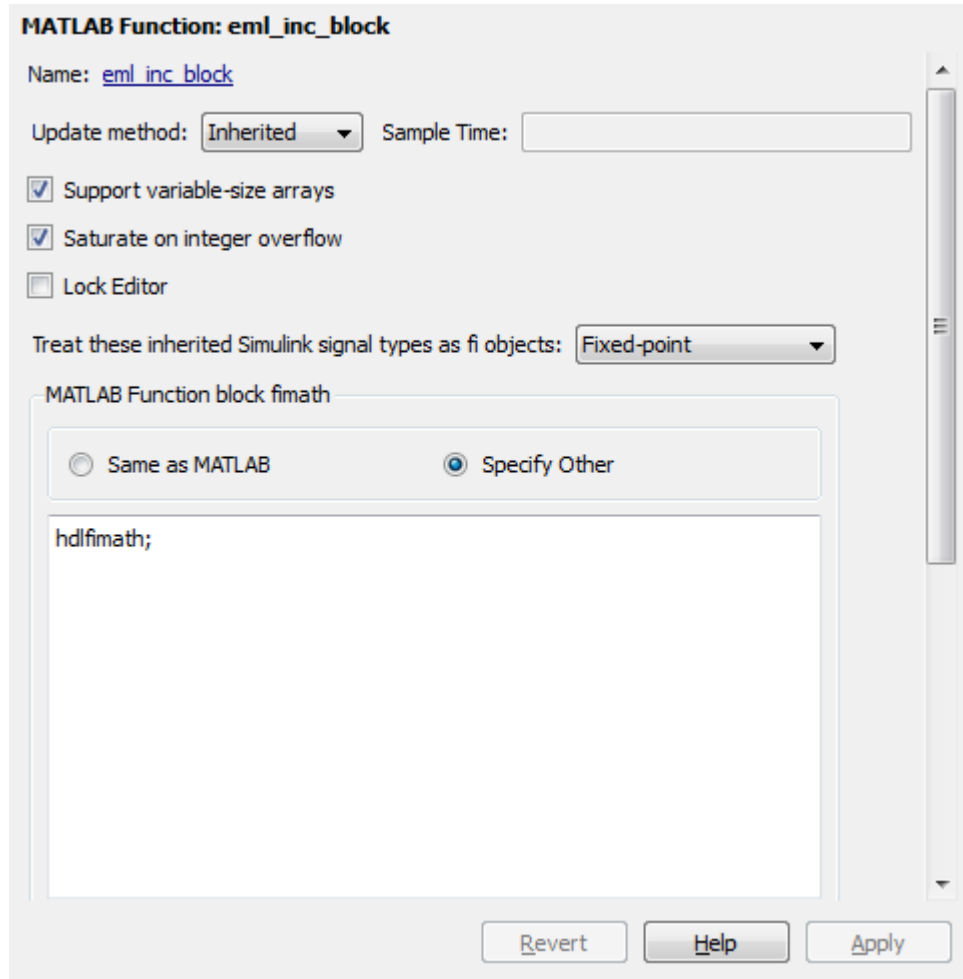 MATLAB Function: eml_inc_block
Name: eml_inc_block
Update method: Inherited Sample Time:
Support variable-size arrays
Saturate on integer overflow
Lock Editor
Treat these inherited Simulink signal types as fi objects: Fixed-point
MATLAB Function block fimath
Same as MATLAB Specify Other
hdlfimath;
Revert Help Apply